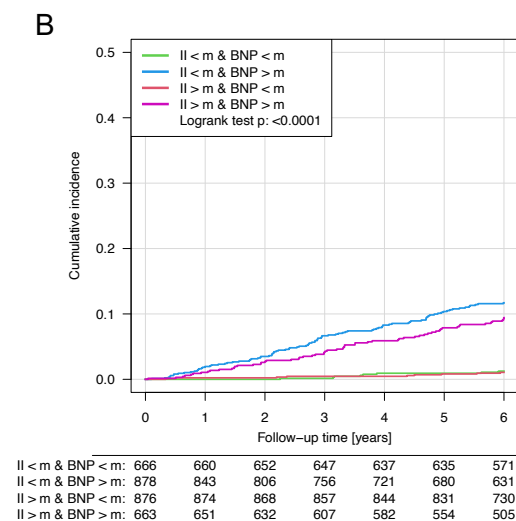 B
II < m & BNP < m
II < m & BNP > m
II > m & BNP < m
II > m & BNP > m
Logrank test p: <0.0001
0.5
0.4
0.3
0.2
0.1
0.0
Cumulative incidence
0 1 2 3 4 5 6
Follow−up time [years]
II < m & BNP < m: 666 660 652 647 637 635 571
II < m & BNP > m: 878 843 806 756 721 680 631
II > m & BNP < m: 876 874 868 857 844 831 730
II > m & BNP > m: 663 651 632 607 582 554 505